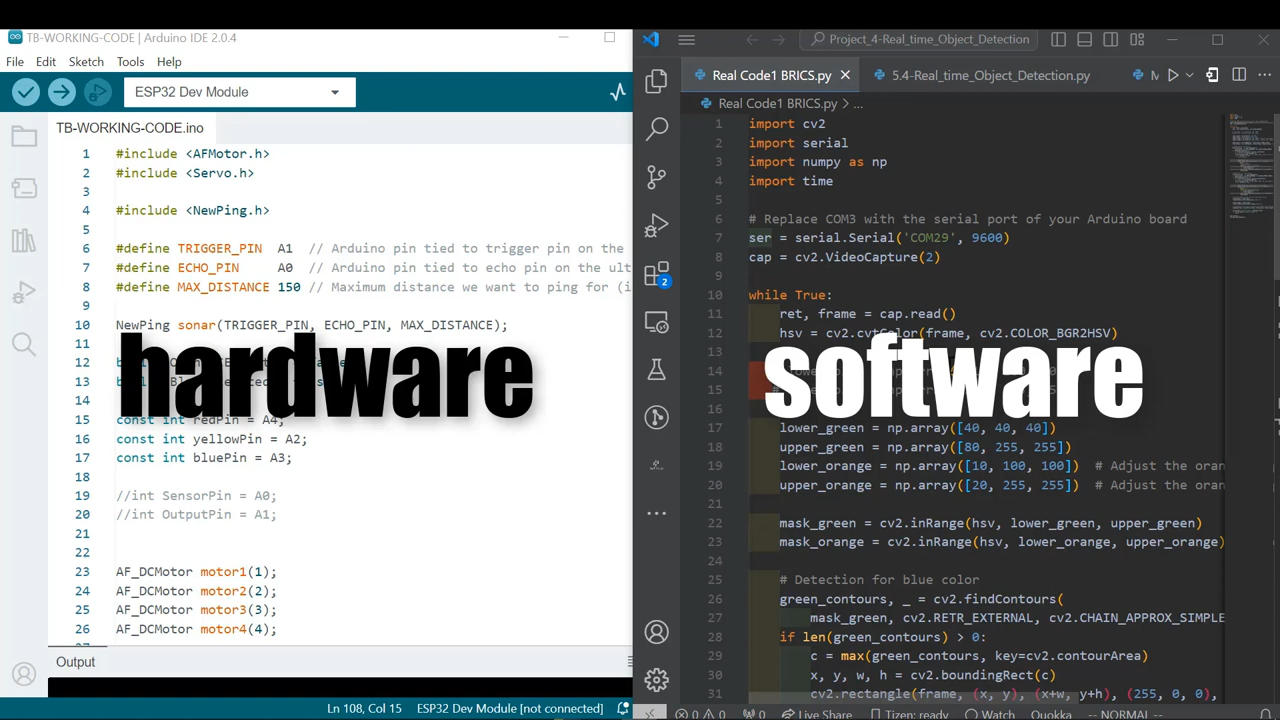 TB-WORKING-CODE | Arduino IDE 2.0.4
File Edit Sketch Tools Help
ESP32 Dev Module
TB-WORKING-CODE.ino
1 #include <AFMotor.h>
2 #include <Servo.h>
3
4 #include <NewPing.h>
5
6 #define TRIGGER_PIN A1 // Arduino pin tied to trigger pin on the
7 #define ECHO_PIN A0 // Arduino pin tied to echo pin on the ult
8 #define MAX_DISTANCE 150 // Maximum distance we want to ping for (i
9
10 NewPing sonar(TRIGGER_PIN, ECHO_PIN, MAX_DISTANCE);
11
12
13
14
15 const int redPin = A4;
16 const int yellowPin = A2;
17 const int bluePin = A3;
18
19 //int SensorPin = A0;
20 //int OutputPin = A1;
21
22
23 AF_DCMotor motor1(1);
24 AF_DCMotor motor2(2);
25 AF_DCMotor motor3(3);
26 AF_DCMotor motor4(4);
hardware
Output
Ln 108, Col 15 ESP32 Dev Module [not connected]
Project_4-Real_time_Object_Detection
Real Code1 BRICS.py
5.4-Real_time_Object_Detection.py
Real Code1 BRICS.py > ...
1 import cv2
2 import serial
3 import numpy as np
4 import time
5
6 # Replace COM3 with the serial port of your Arduino board
7 ser = serial.Serial('COM29', 9600)
8 cap = cv2.VideoCapture(2)
9
10 while True:
11 ret, frame = cap.read()
12 hsv = cv2.cvtColor(frame, cv2.COLOR_BGR2HSV)
13
14
15
16
17 lower_green = np.array([40, 40, 40])
18 upper_green = np.array([80, 255, 255])
19 lower_orange = np.array([10, 100, 100]) # Adjust the oran
20 upper_orange = np.array([20, 255, 255]) # Adjust the oran
21
22 mask_green = cv2.inRange(hsv, lower_green, upper_green)
23 mask_orange = cv2.inRange(hsv, lower_orange, upper_orange)
24
25 # Detection for blue color
26 green_contours, _ = cv2.findContours(
27 mask_green, cv2.RETR_EXTERNAL, cv2.CHAIN_APPROX_SIMPLE
28 if len(green_contours) > 0:
29 c = max(green_contours, key=cv2.contourArea)
30 x, y, w, h = cv2.boundingRect(c)
31 cv2.rectangle(frame, (x, y), (x+w, y+h), (255, 0, 0),
software
2
0 0 0 Live Share Tizen: ready Watch Quokka -- NORMAL --